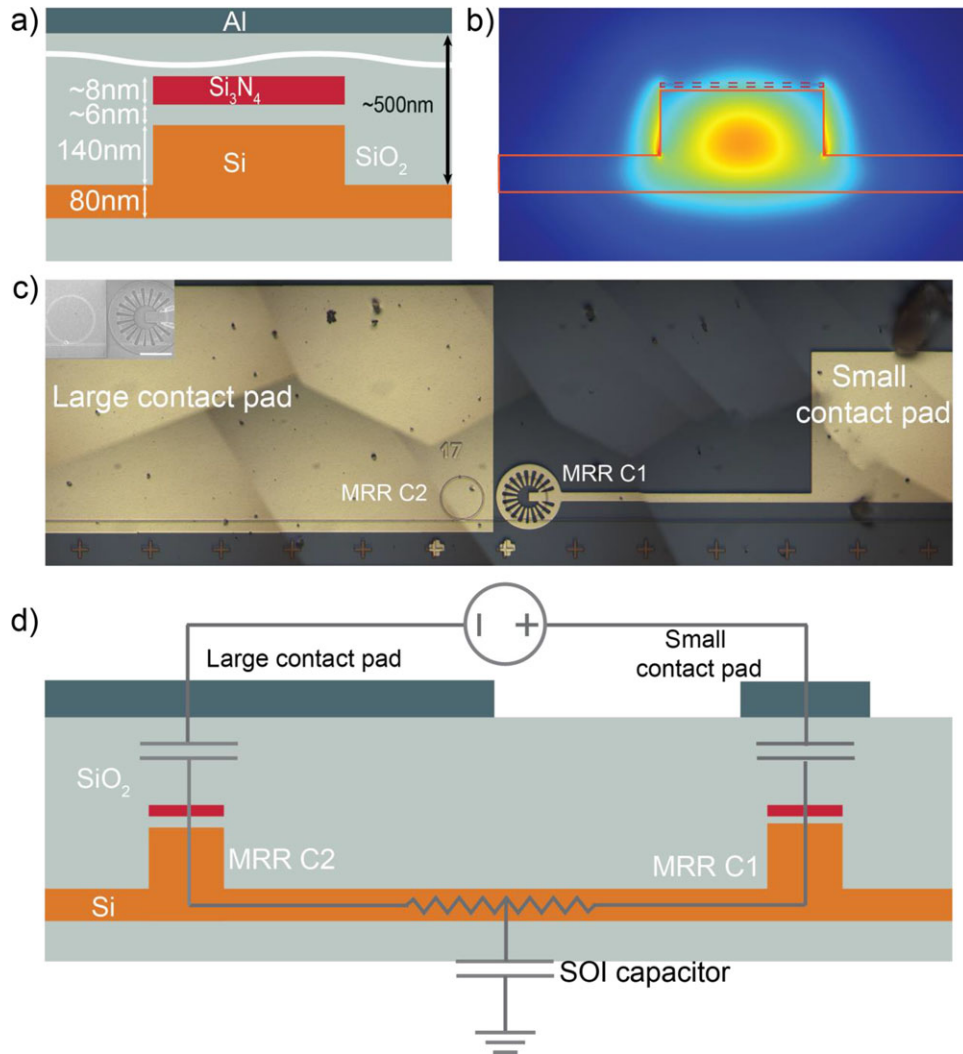 a)
Al
~8nm
Si₃N₄
~6nm
~500nm
140nm
Si
SiO₂
80nm
b)
c)
Large contact pad
Small
contact pad
17
MRR C2
MRR C1
d)
Large contact pad
Small
contact pad
SiO₂
MRR C2
MRR C1
Si
SOI capacitor